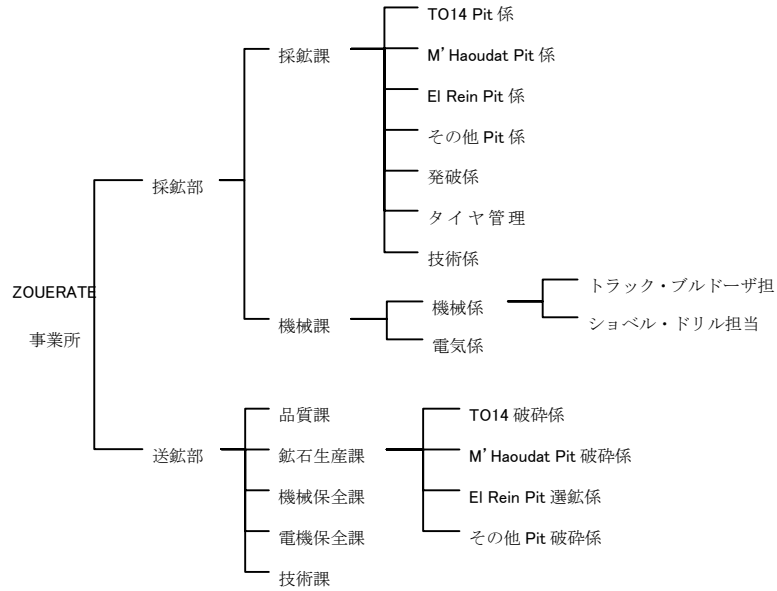 TO14 Pit 係
採鉱課
M' Haoudat Pit 係
El Rein Pit 係
その他 Pit 係
採鉱部
発破係
タイヤ管理
技術係
ZOUERATE
事業所
機械課
機械係
トラック・ブルドーザ担
ショベル・ドリル担当
電気係
品質課
TO14 破砕係
送鉱部
鉱石生産課
M' Haoudat Pit 破砕係
機械保全課
El Rein Pit 選鉱係
電機保全課
その他 Pit 破砕係
技術課